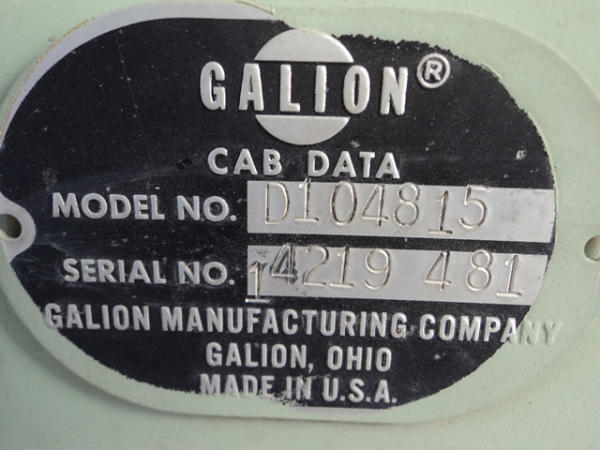 GALION®
CAB DATA
MODEL NO. D104815
SERIAL NO. 14219 481
GALION MANUFACTURING COMPANY
GALION, OHIO
MADE IN U.S.A.